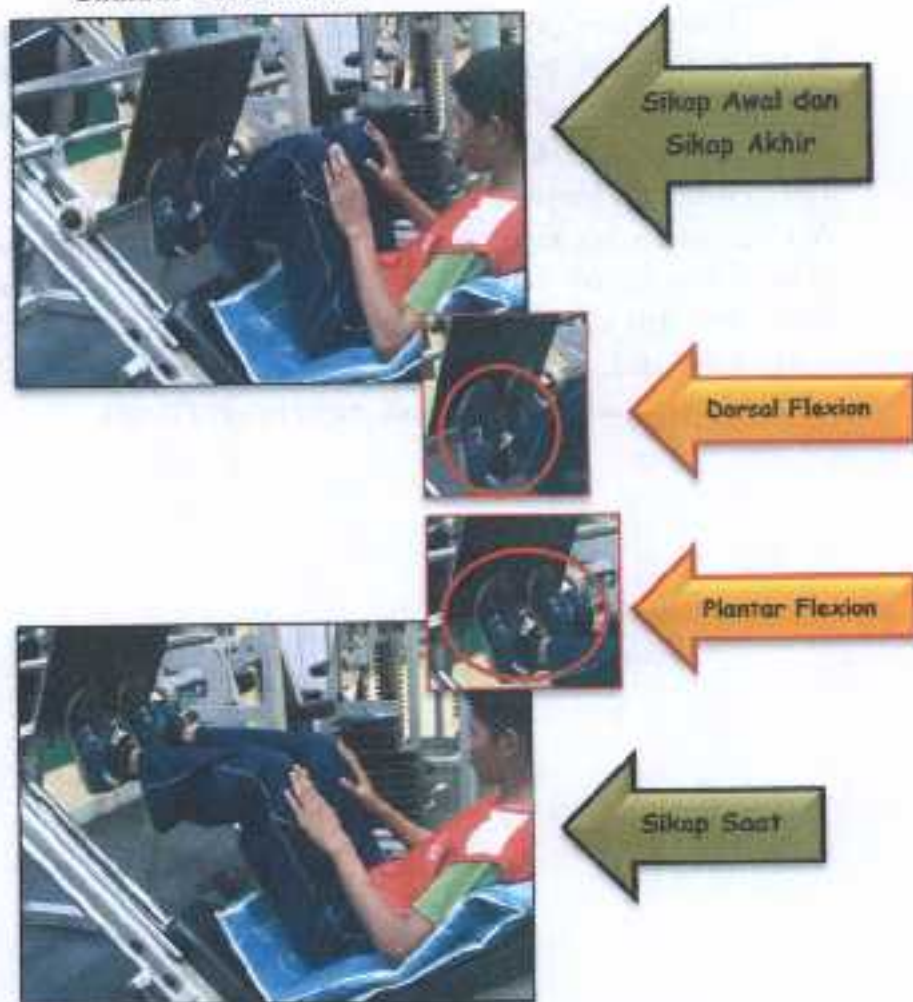 Sikap Awal dan
Sikap Akhir
Dorsal Flexion
Plantar Flexion
Sikap Saat